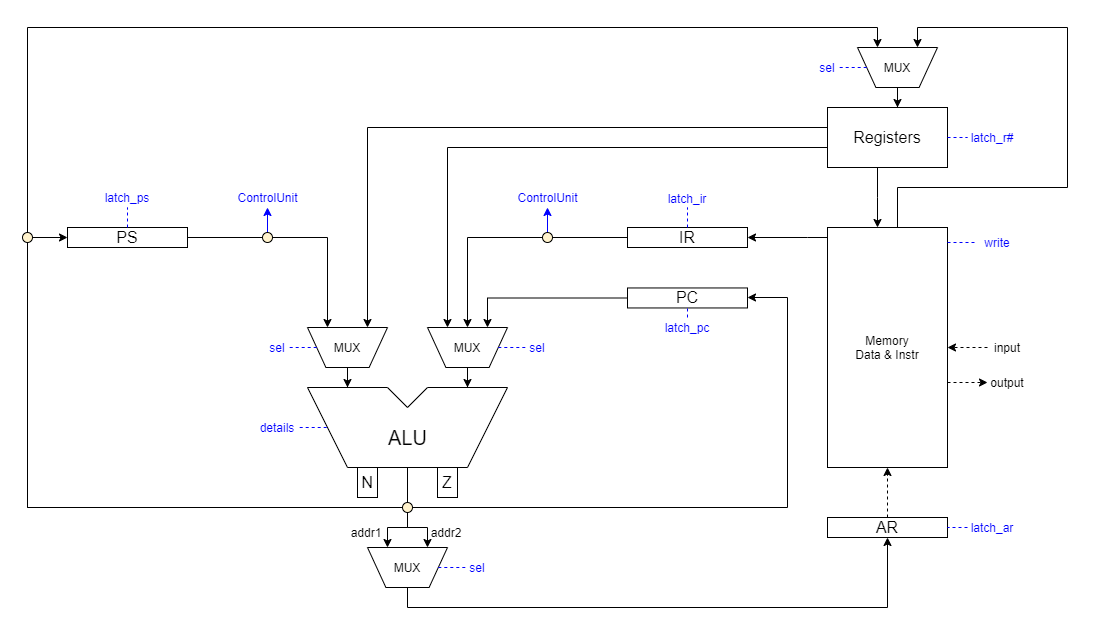 sel
MUX
Registers
latch_r#
latch_ps
ControlUnit
ControlUnit
latch_ir
PS
IR
write
PC
latch_pc
sel
MUX
MUX
sel
Memory
Data & Instr
input
output
details
ALU
N
Z
addr1
addr2
AR
latch_ar
MUX
sel